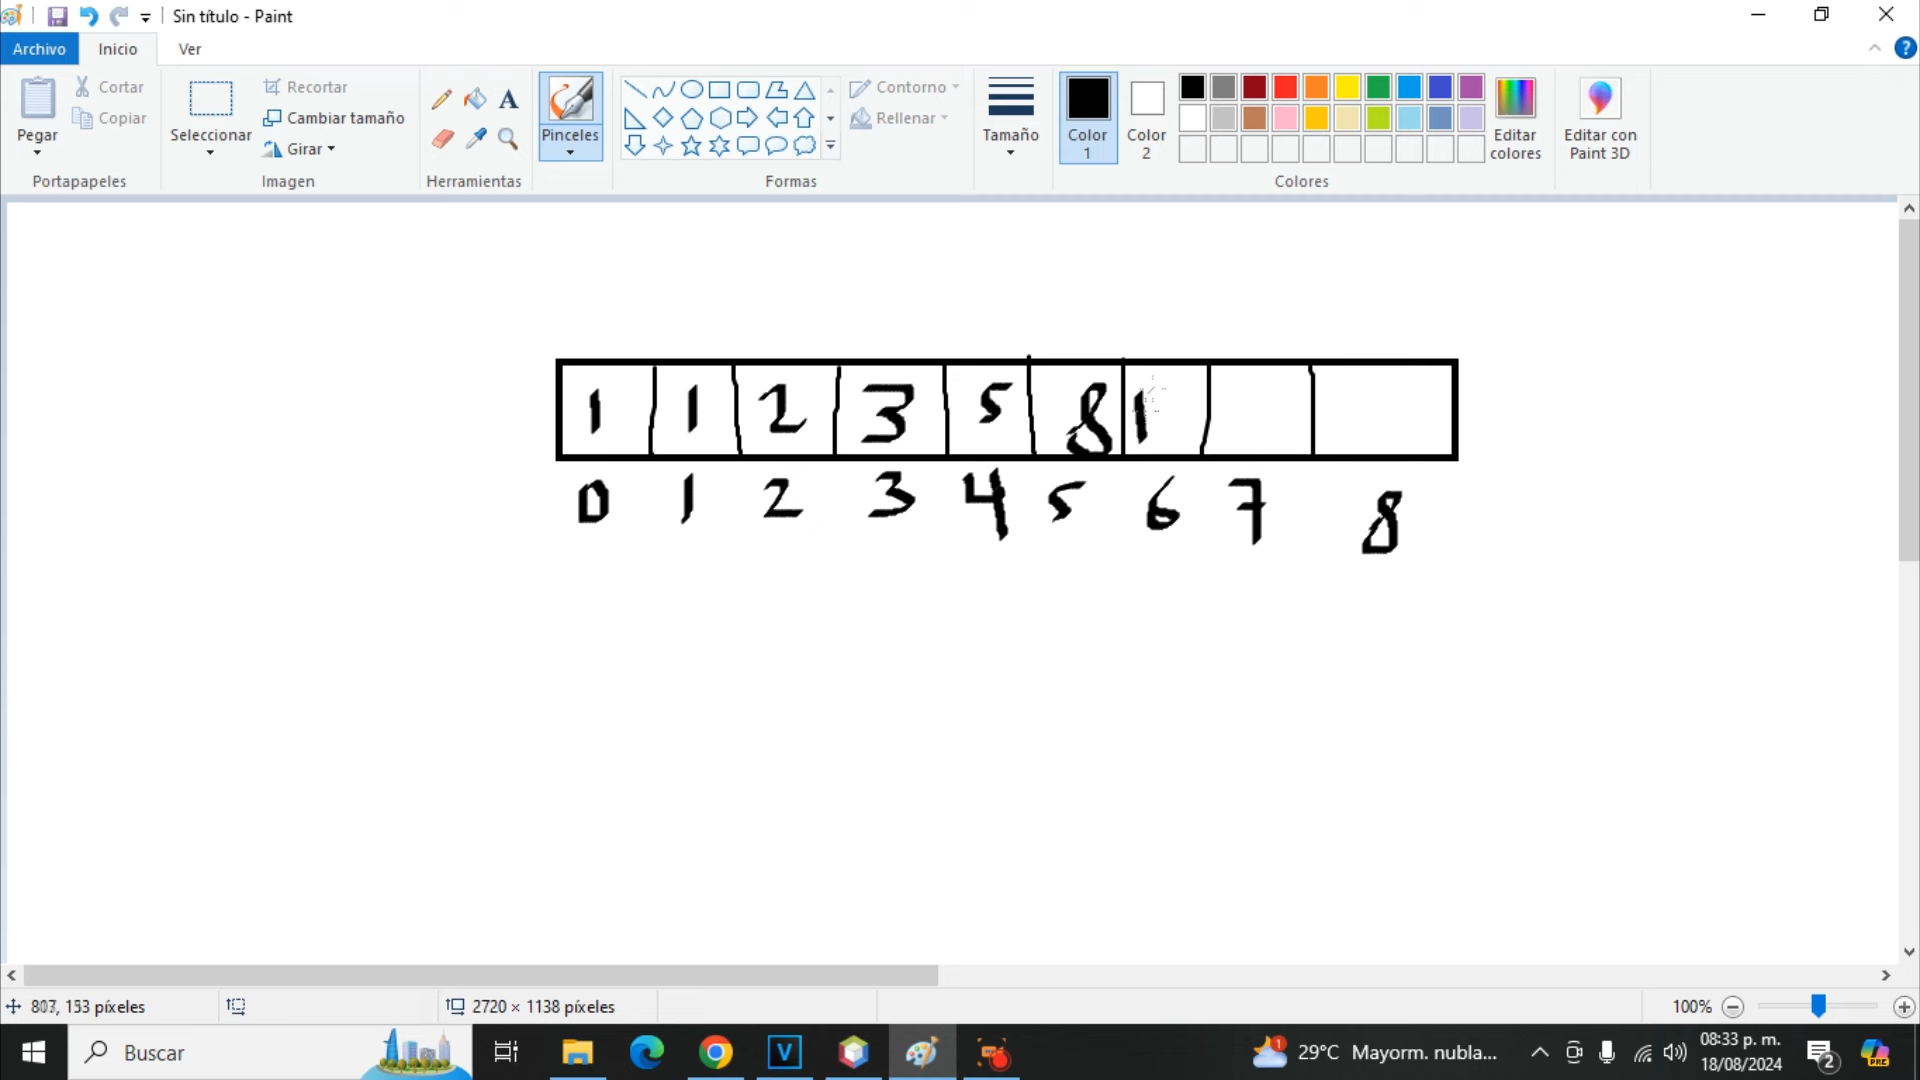 Sin título - Paint
Archivo Inicio Ver
Pegar Cortar Copiar Seleccionar Recortar Cambiar tamaño Girar A Pinceles Contorno Rellenar Tamaño Color 1 Color 2 Editar colores Editar con Paint 3D
Portapapeles Imagen Herramientas Formas Colores
1 1 2 3 5 8 1
0 1 2 3 4 5 6 7 8
2720 × 1138 píxeles 100%
Buscar V 29°C Mayorm. nubla... 08:33 p. m.
18/08/2024 2
PRE